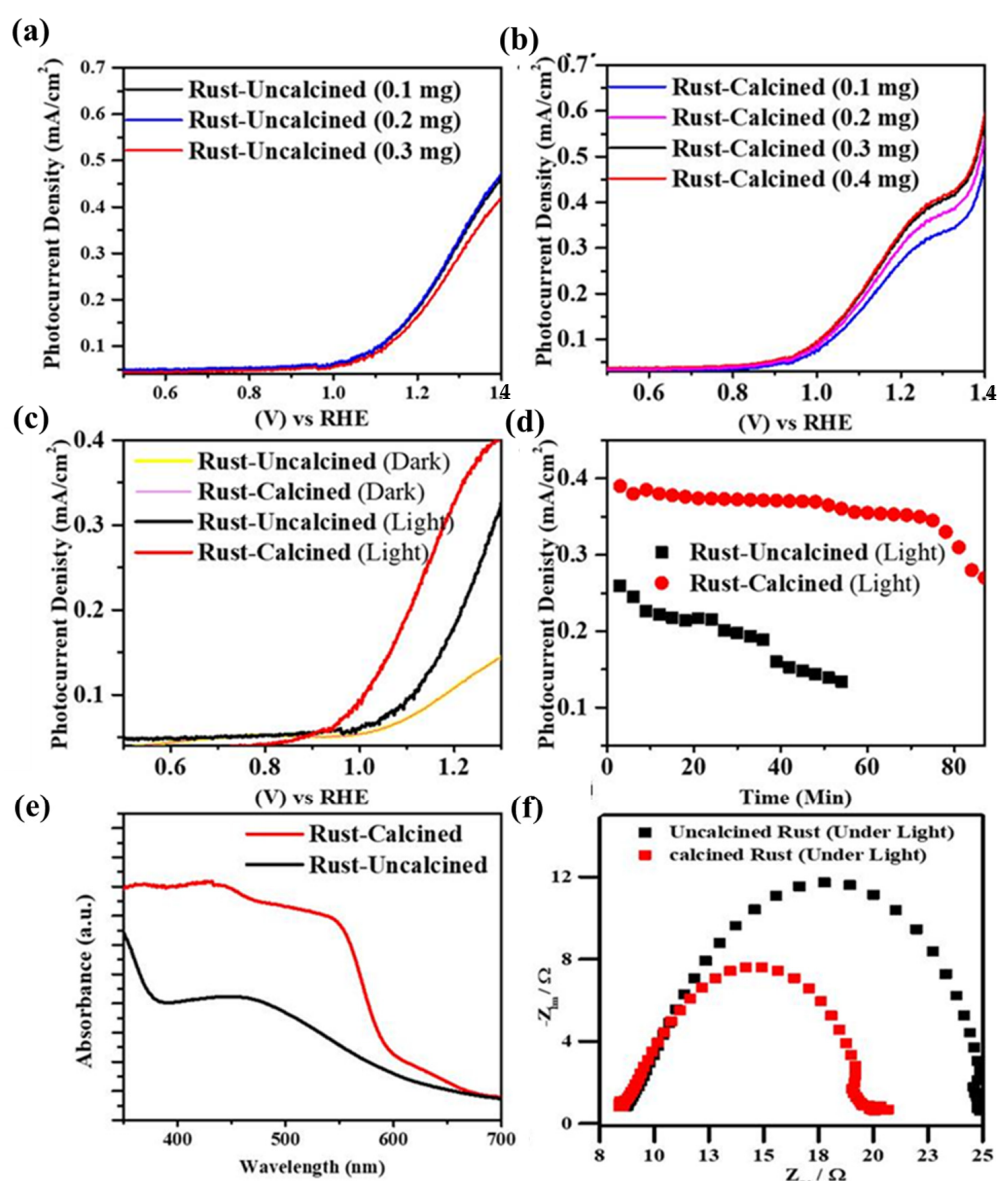 (a)
0.7
0.6
0.5
0.4
0.3
0.2
0.1
Photocurrent Density (mA/cm²)
Rust-Uncalcined (0.1 mg)
Rust-Uncalcined (0.2 mg)
Rust-Uncalcined (0.3 mg)
0.6 0.8 1.0 1.2 1.4
(V) vs RHE
(b)
0.7
0.6
0.5
0.4
0.3
0.2
0.1
Photocurrent Density (mA/cm²)
Rust-Calcined (0.1 mg)
Rust-Calcined (0.2 mg)
Rust-Calcined (0.3 mg)
Rust-Calcined (0.4 mg)
0.6 0.8 1.0 1.2 1.4
(V) vs RHE
(c)
0.4
0.3
0.2
0.1
Photocurrent Denisty (mA/cm²)
Rust-Uncalcined (Dark)
Rust-Calcined (Dark)
Rust-Uncalcined (Light)
Rust-Calcined (Light)
0.6 0.8 1.0 1.2
(V) vs RHE
(d)
0.4
0.3
0.2
0.1
Photocurrent Denisty (mA/cm²)
Rust-Uncalcined (Light)
Rust-Calcined (Light)
0 20 40 60 80
Time (Min)
(e)
Absorbance (a.u.)
Rust-Calcined
Rust-Uncalcined
400 500 600 700
Wavelength (nm)
(f)
12
8
4
0
-Zim / Ω
Uncalcined Rust (Under Light)
calcined Rust (Under Light)
8 10 13 15 18 20 23 25